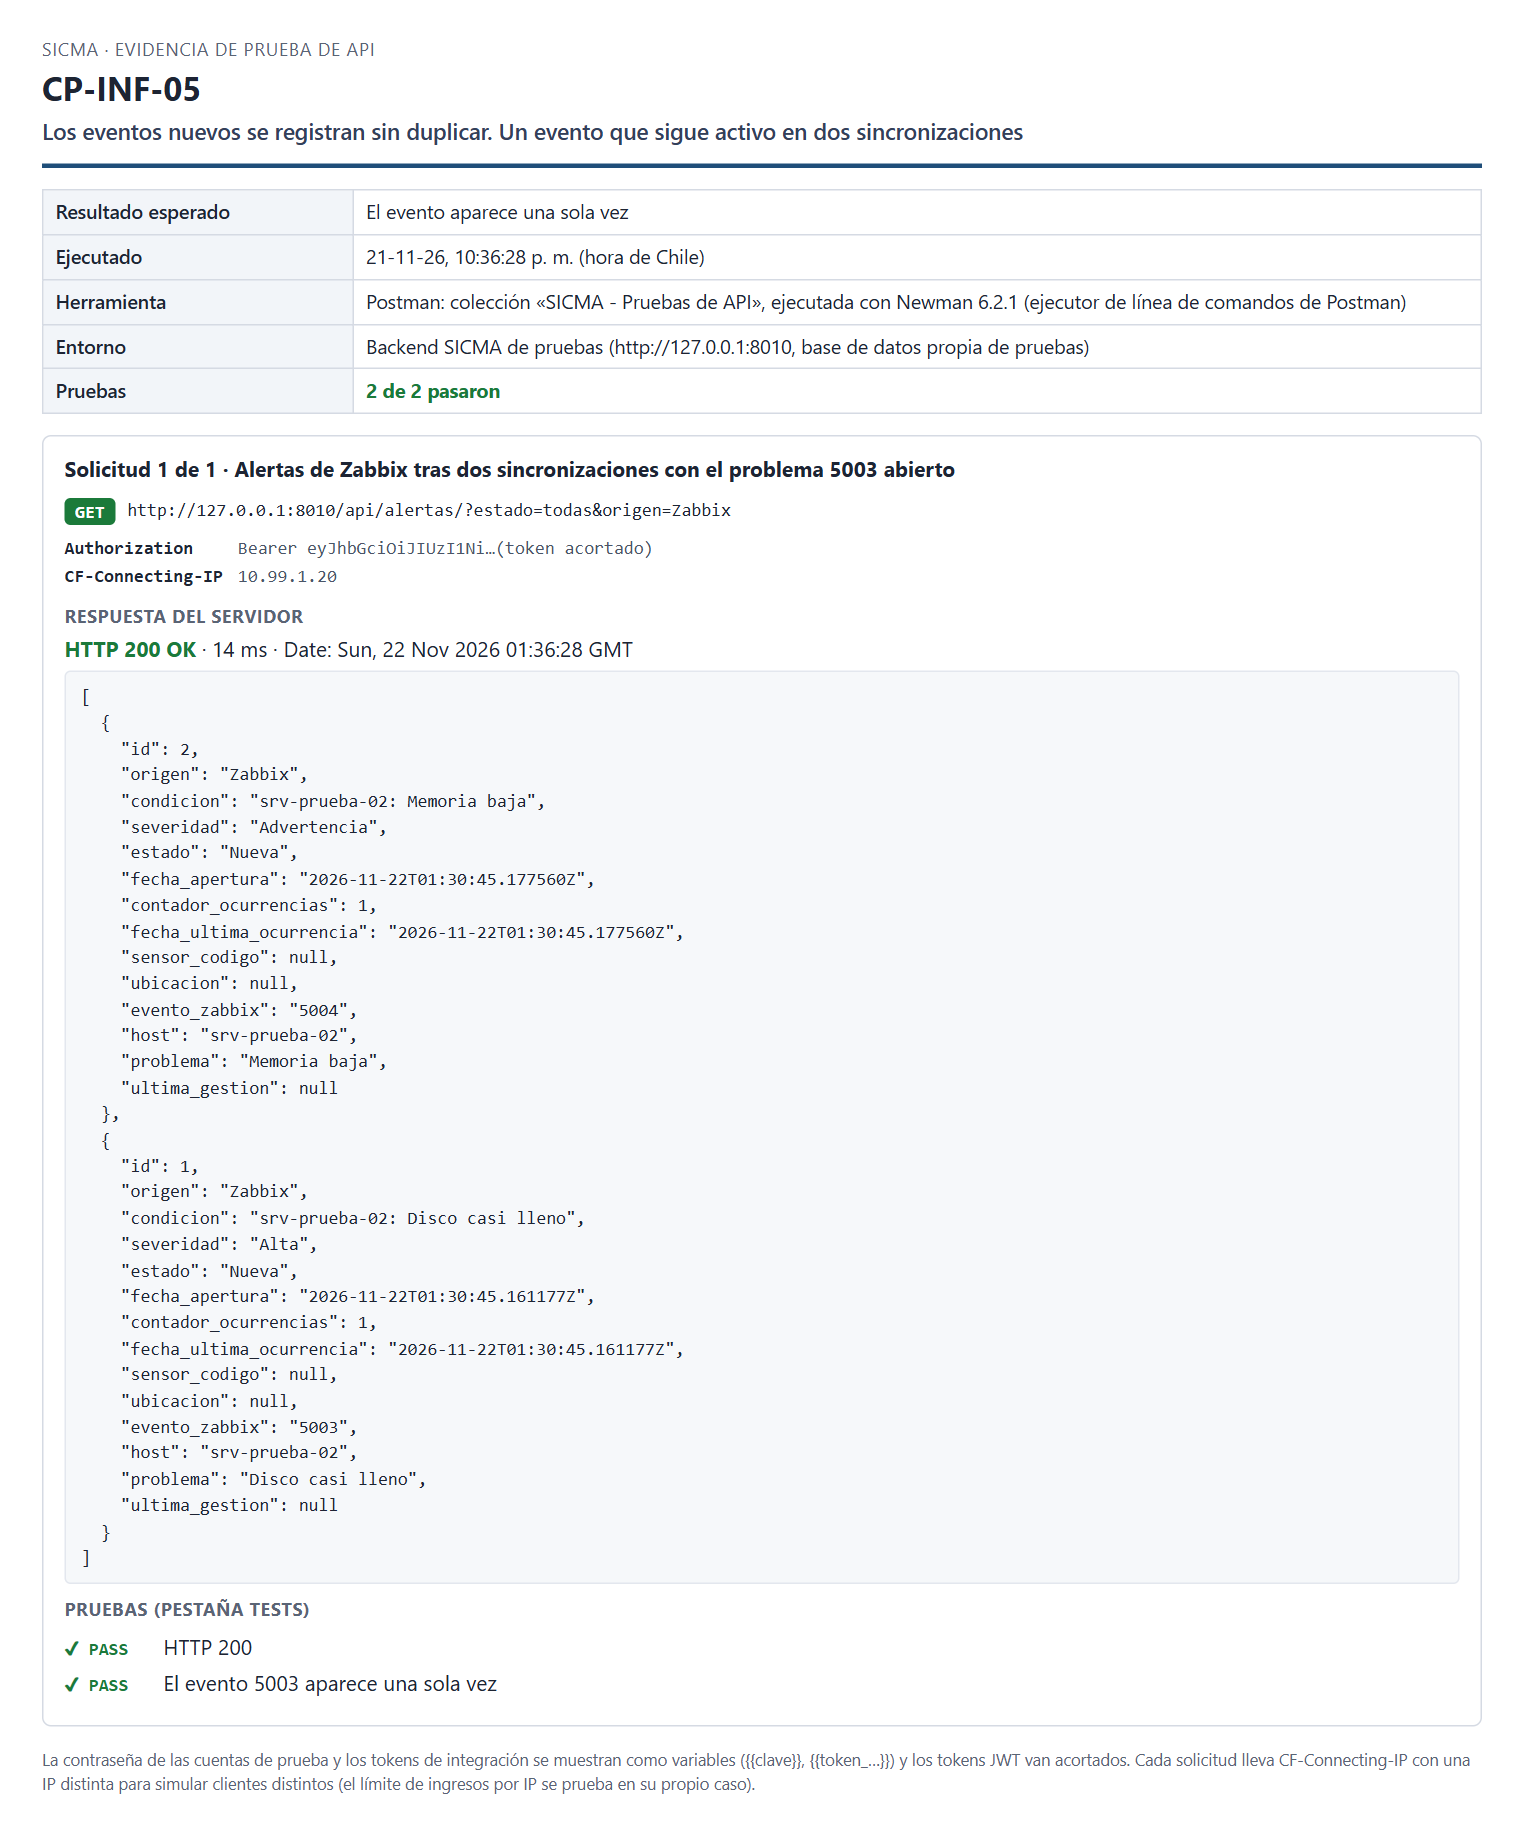 SICMA · EVIDENCIA DE PRUEBA DE API
CP-INF-05
Los eventos nuevos se registran sin duplicar. Un evento que sigue activo en dos sincronizaciones
Resultado esperado El evento aparece una sola vez
Ejecutado 21-11-26, 10:36:28 p. m. (hora de Chile)
Herramienta Postman: colección «SICMA - Pruebas de API», ejecutada con Newman 6.2.1 (ejecutor de línea de comandos de Postman)
Entorno Backend SICMA de pruebas (http://127.0.0.1:8010, base de datos propia de pruebas)
Pruebas 2 de 2 pasaron
Solicitud 1 de 1 · Alertas de Zabbix tras dos sincronizaciones con el problema 5003 abierto
GET http://127.0.0.1:8010/api/alertas/?estado=todas&origen=Zabbix
Authorization Bearer eyJhbGciOiJIUzI1Ni…(token acortado)
CF-Connecting-IP 10.99.1.20
RESPUESTA DEL SERVIDOR
HTTP 200 OK · 14 ms · Date: Sun, 22 Nov 2026 01:36:28 GMT
[
{
"id": 2,
"origen": "Zabbix",
"condicion": "srv-prueba-02: Memoria baja",
"severidad": "Advertencia",
"estado": "Nueva",
"fecha_apertura": "2026-11-22T01:30:45.177560Z",
"contador_ocurrencias": 1,
"fecha_ultima_ocurrencia": "2026-11-22T01:30:45.177560Z",
"sensor_codigo": null,
"ubicacion": null,
"evento_zabbix": "5004",
"host": "srv-prueba-02",
"problema": "Memoria baja",
"ultima_gestion": null
},
{
"id": 1,
"origen": "Zabbix",
"condicion": "srv-prueba-02: Disco casi lleno",
"severidad": "Alta",
"estado": "Nueva",
"fecha_apertura": "2026-11-22T01:30:45.161177Z",
"contador_ocurrencias": 1,
"fecha_ultima_ocurrencia": "2026-11-22T01:30:45.161177Z",
"sensor_codigo": null,
"ubicacion": null,
"evento_zabbix": "5003",
"host": "srv-prueba-02",
"problema": "Disco casi lleno",
"ultima_gestion": null
}
]
PRUEBAS (PESTAÑA TESTS)
✓ PASS HTTP 200
✓ PASS El evento 5003 aparece una sola vez
La contraseña de las cuentas de prueba y los tokens de integración se muestran como variables ({{clave}}, {{token_…}}) y los tokens JWT van acortados. Cada solicitud lleva CF-Connecting-IP con una
IP distinta para simular clientes distintos (el límite de ingresos por IP se prueba en su propio caso).